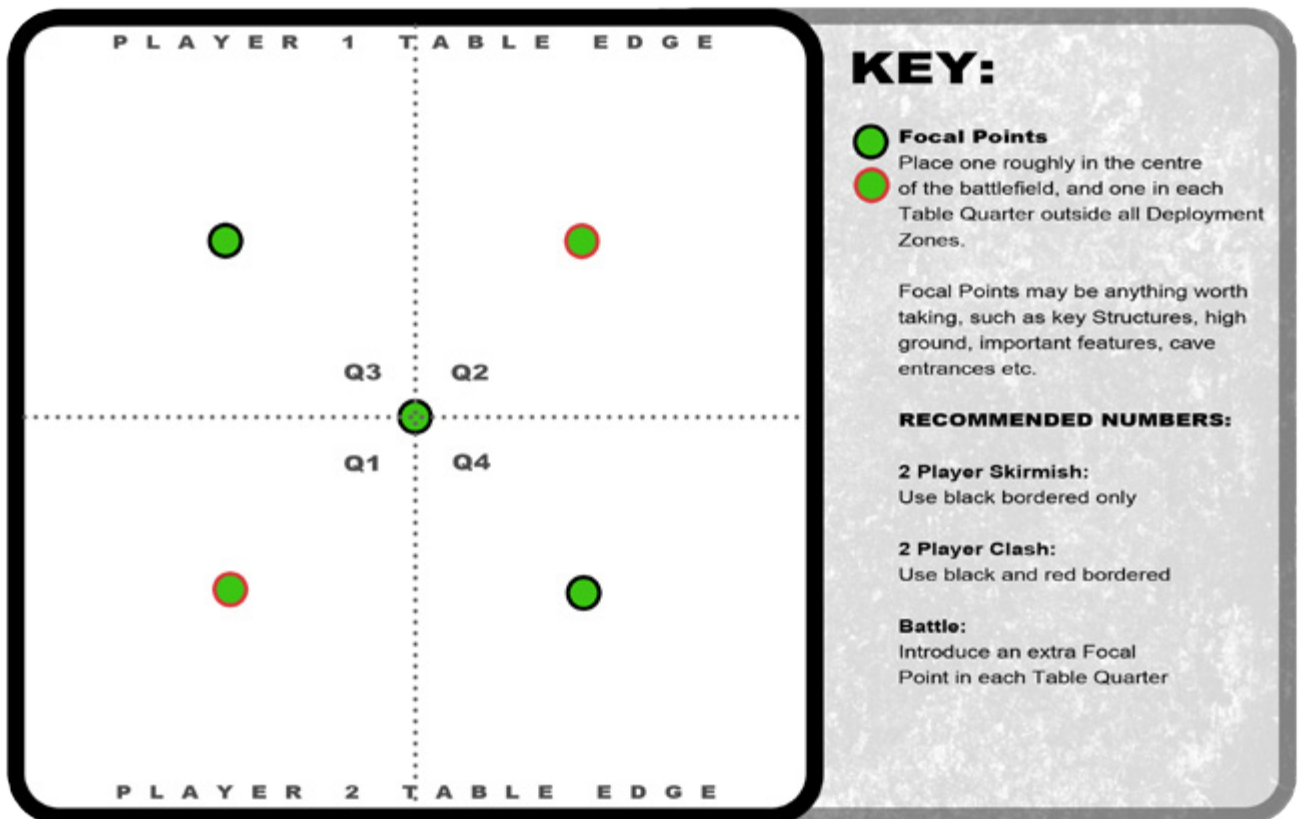 PLAYER 1 TABLE EDGE
Q3 Q2
Q1 Q4
PLAYER 2 TABLE EDGE
KEY:
Focal Points
Place one roughly in the centre
of the battlefield, and one in each
Table Quarter outside all Deployment
Zones.
Focal Points may be anything worth
taking, such as key Structures, high
ground, important features, cave
entrances etc.
RECOMMENDED NUMBERS:
2 Player Skirmish:
Use black bordered only
2 Player Clash:
Use black and red bordered
Battle:
Introduce an extra Focal
Point in each Table Quarter